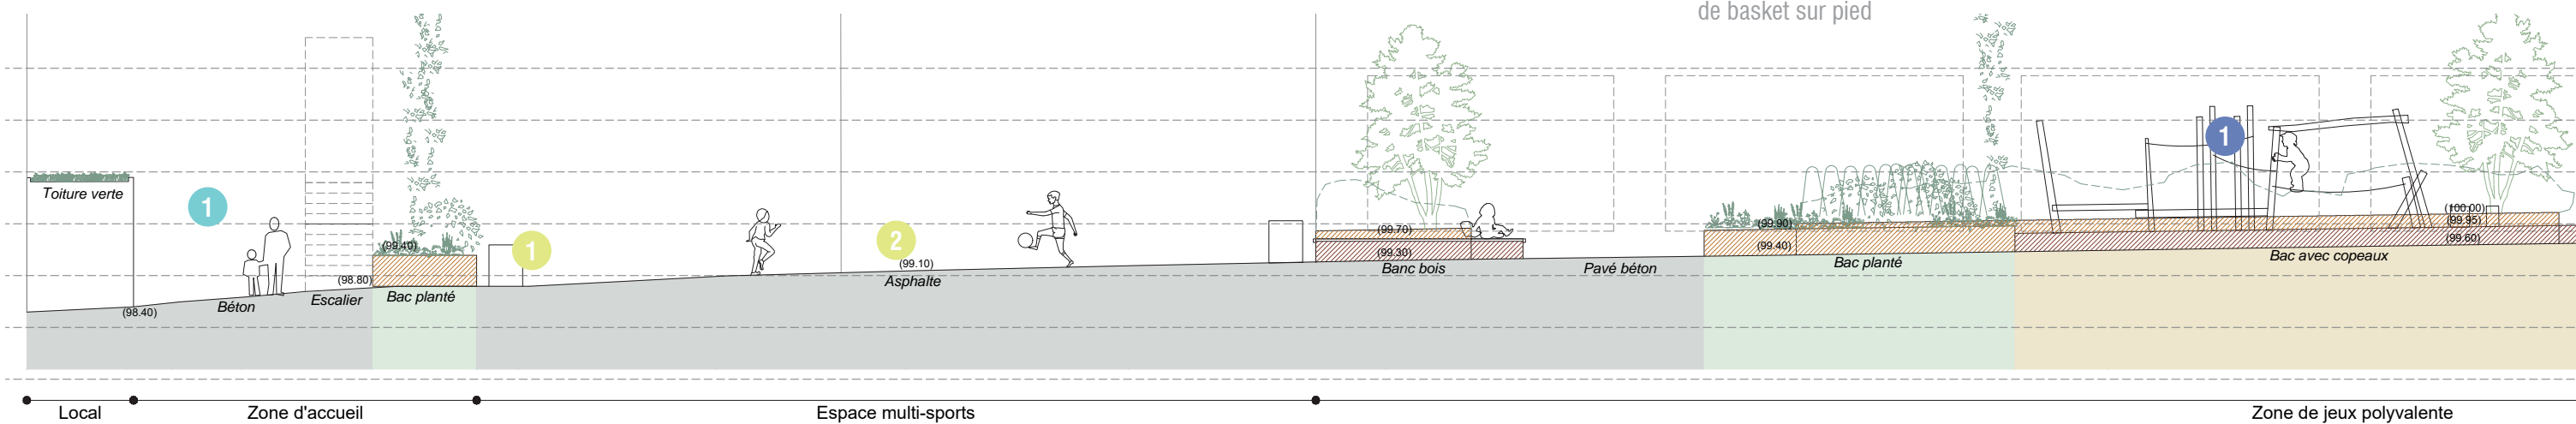 de basket sur pied
Toiture verte
1
(98.40)
Béton
Escalier
(98.80)
(99.40)
Bac planté
1
2
(99.10)
Asphalte
(99.70)
(99.30)
Banc bois
Pavé béton
(99.90)
(99.40)
Bac planté
1
(100.00)
(99.95)
(99.60)
Bac avec copeaux
Local
Zone d'accueil
Espace multi-sports
Zone de jeux polyvalente